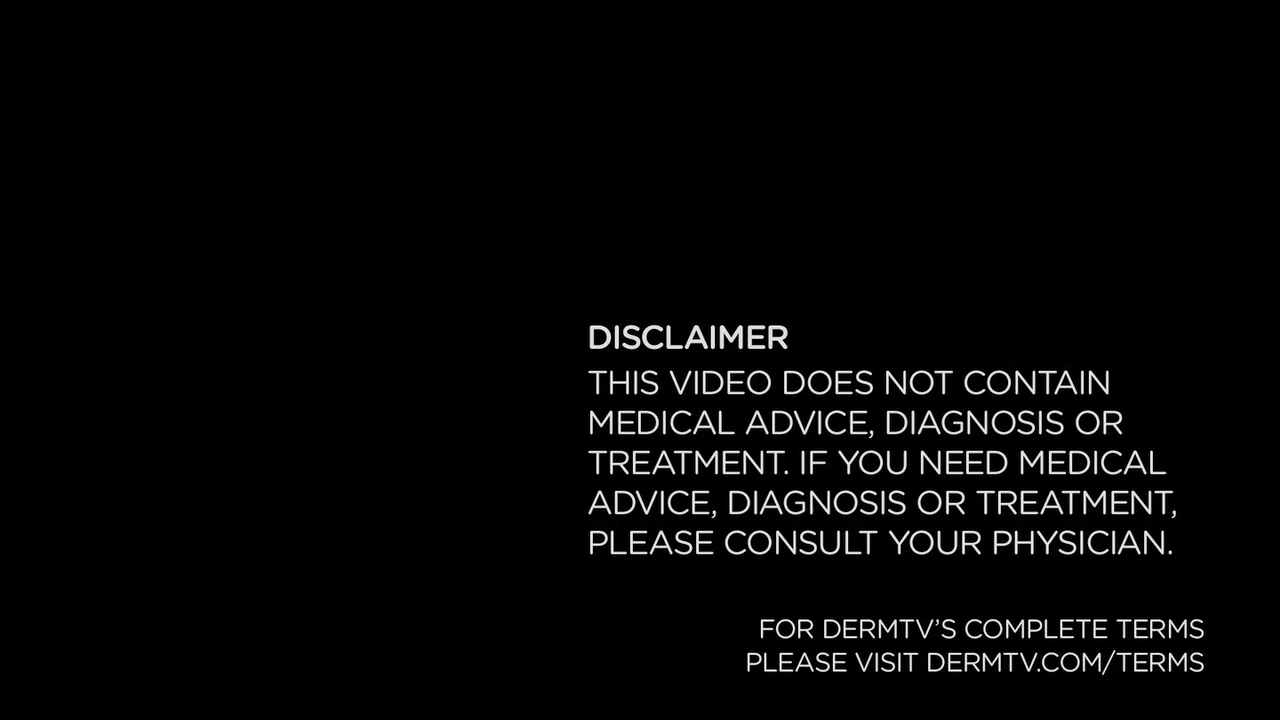 DISCLAIMER
THIS VIDEO DOES NOT CONTAIN
MEDICAL ADVICE, DIAGNOSIS OR
TREATMENT. IF YOU NEED MEDICAL
ADVICE, DIAGNOSIS OR TREATMENT,
PLEASE CONSULT YOUR PHYSICIAN.
FOR DERMTV’S COMPLETE TERMS
PLEASE VISIT DERMTV.COM/TERMS